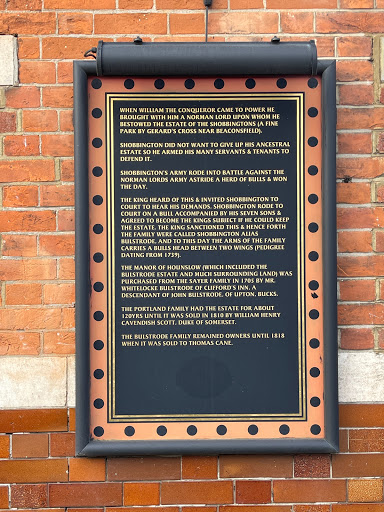 WHEN WILLIAM THE CONQUEROR CAME TO POWER HE
BROUGHT WITH HIM A NORMAN LORD UPON WHOM HE
BESTOWED THE ESTATE OF THE SHOBBINGTONS (A FINE
PARK BY GERARD'S CROSS NEAR BEACONSFIELD).
SHOBBINGTON DID NOT WANT TO GIVE UP HIS ANCESTRAL
ESTATE SO HE ARMED HIS MANY SERVANTS & TENANTS TO
DEFEND IT.
SHOBBINGTON'S ARMY RODE INTO BATTLE AGAINST THE
NORMAN LORDS ARMY ASTRIDE A HERD OF BULLS & WON
THE DAY.
THE KING HEARD OF THIS & INVITED SHOBBINGTON TO
COURT TO HEAR HIS DEMANDS. SHOBBINGTON RODE TO
COURT ON A BULL ACCOMPANIED BY HIS SEVEN SONS &
AGREED TO BECOME THE KINGS SUBJECT IF HE COULD KEEP
THE ESTATE. THE KING SANCTIONED THIS & HENCE FORTH
THE FAMILY WERE CALLED SHOBBINGTON ALIAS
BULSTRODE, AND TO THIS DAY THE ARMS OF THE FAMILY
CARRIES A BULLS HEAD BETWEEN TWO WINGS (PEDIGREE
DATING FROM 1739).
THE MANOR OF HOUNSLOW (WHICH INCLUDED THE
BULSTRODE ESTATE AND MUCH SURROUNDING LAND) WAS
PURCHASED FROM THE SAYER FAMILY IN 1705 BY MR.
WHITELOCKE BULSTRODE OF CLIFFORD'S INN, A
DESCENDANT OF JOHN BULSTRODE, OF UPTON, BUCKS.
THE PORTLAND FAMILY HAD THE ESTATE FOR ABOUT
120YRS UNTIL IT WAS SOLD IN 1810 BY WILLIAM HENRY
CAVENDISH SCOTT, DUKE OF SOMERSET.
THE BULSTRODE FAMILY REMAINED OWNERS UNTIL 1818
WHEN IT WAS SOLD TO THOMAS CANE.